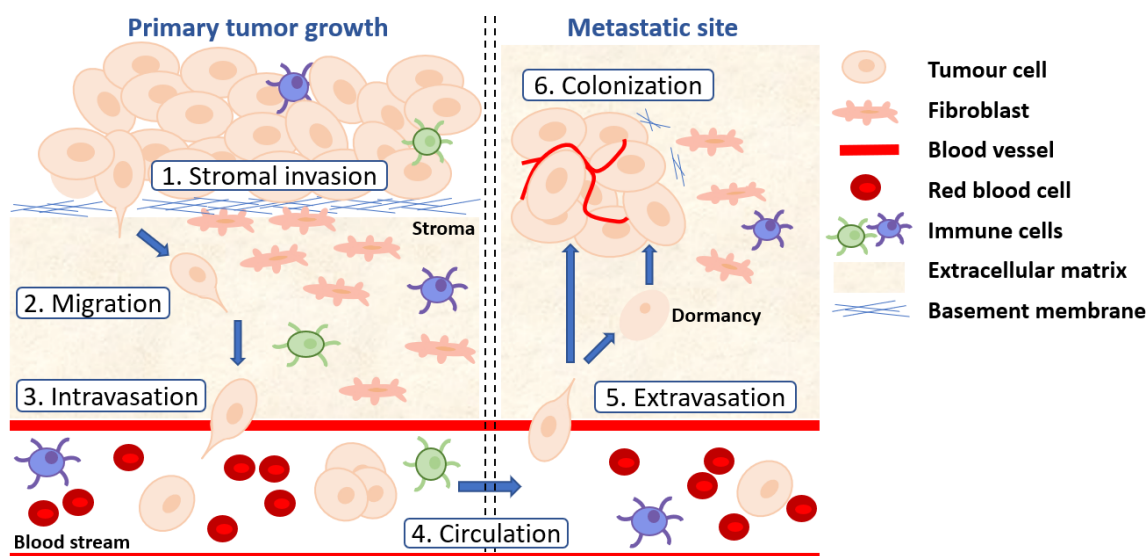 Primary tumor growth
Metastatic site
1. Stromal invasion
Stroma
2. Migration
3. Intravasation
Blood stream
4. Circulation
5. Extravasation
Dormancy
6. Colonization
Tumour cell
Fibroblast
Blood vessel
Red blood cell
Immune cells
Extracellular matrix
Basement membrane